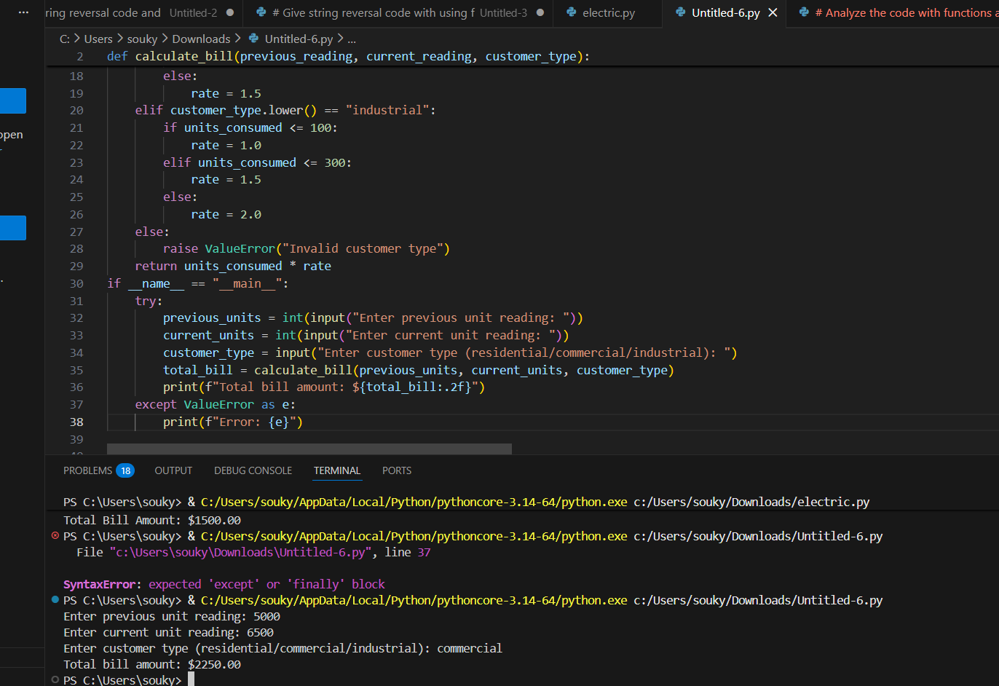 ... ring reversal code and Untitled-2 ● # Give string reversal code with using f Untitled-3 ● electric.py Untitled-6.py × # Analyze the code with functions a
C: > Users > souky > Downloads > Untitled-6.py > ...
2 def calculate_bill(previous_reading, current_reading, customer_type):
18 else:
19 rate = 1.5
20 elif customer_type.lower() == "industrial":
21 if units_consumed <= 100:
22 rate = 1.0
23 elif units_consumed <= 300:
24 rate = 1.5
25 else:
26 rate = 2.0
27 else:
28 raise ValueError("Invalid customer type")
29 return units_consumed * rate
30 if __name__ == "__main__":
31 try:
32 previous_units = int(input("Enter previous unit reading: "))
33 current_units = int(input("Enter current unit reading: "))
34 customer_type = input("Enter customer type (residential/commercial/industrial): ")
35 total_bill = calculate_bill(previous_units, current_units, customer_type)
36 print(f"Total bill amount: ${total_bill:.2f}")
37 except ValueError as e:
38 print(f"Error: {e}")
39
open
PROBLEMS 18 OUTPUT DEBUG CONSOLE TERMINAL PORTS
PS C:\Users\souky> & C:/Users/souky/AppData/Local/Python/pythoncore-3.14-64/python.exe c:/Users/souky/Downloads/electric.py
Total Bill Amount: $1500.00
PS C:\Users\souky> & C:/Users/souky/AppData/Local/Python/pythoncore-3.14-64/python.exe c:/Users/souky/Downloads/Untitled-6.py
File "c:\Users\souky\Downloads\Untitled-6.py", line 37
SyntaxError: expected 'except' or 'finally' block
PS C:\Users\souky> & C:/Users/souky/AppData/Local/Python/pythoncore-3.14-64/python.exe c:/Users/souky/Downloads/Untitled-6.py
Enter previous unit reading: 5000
Enter current unit reading: 6500
Enter customer type (residential/commercial/industrial): commercial
Total bill amount: $2250.00
PS C:\Users\souky>